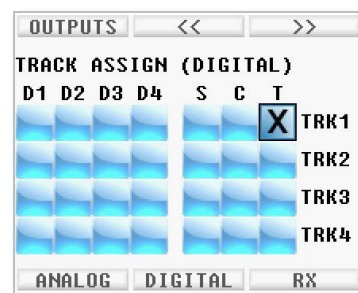 OUTPUTS << >>
TRACK ASSIGN (DIGITAL)
D1 D2 D3 D4 S C T
X TRK1
TRK2
TRK3
TRK4
ANALOG DIGITAL RX